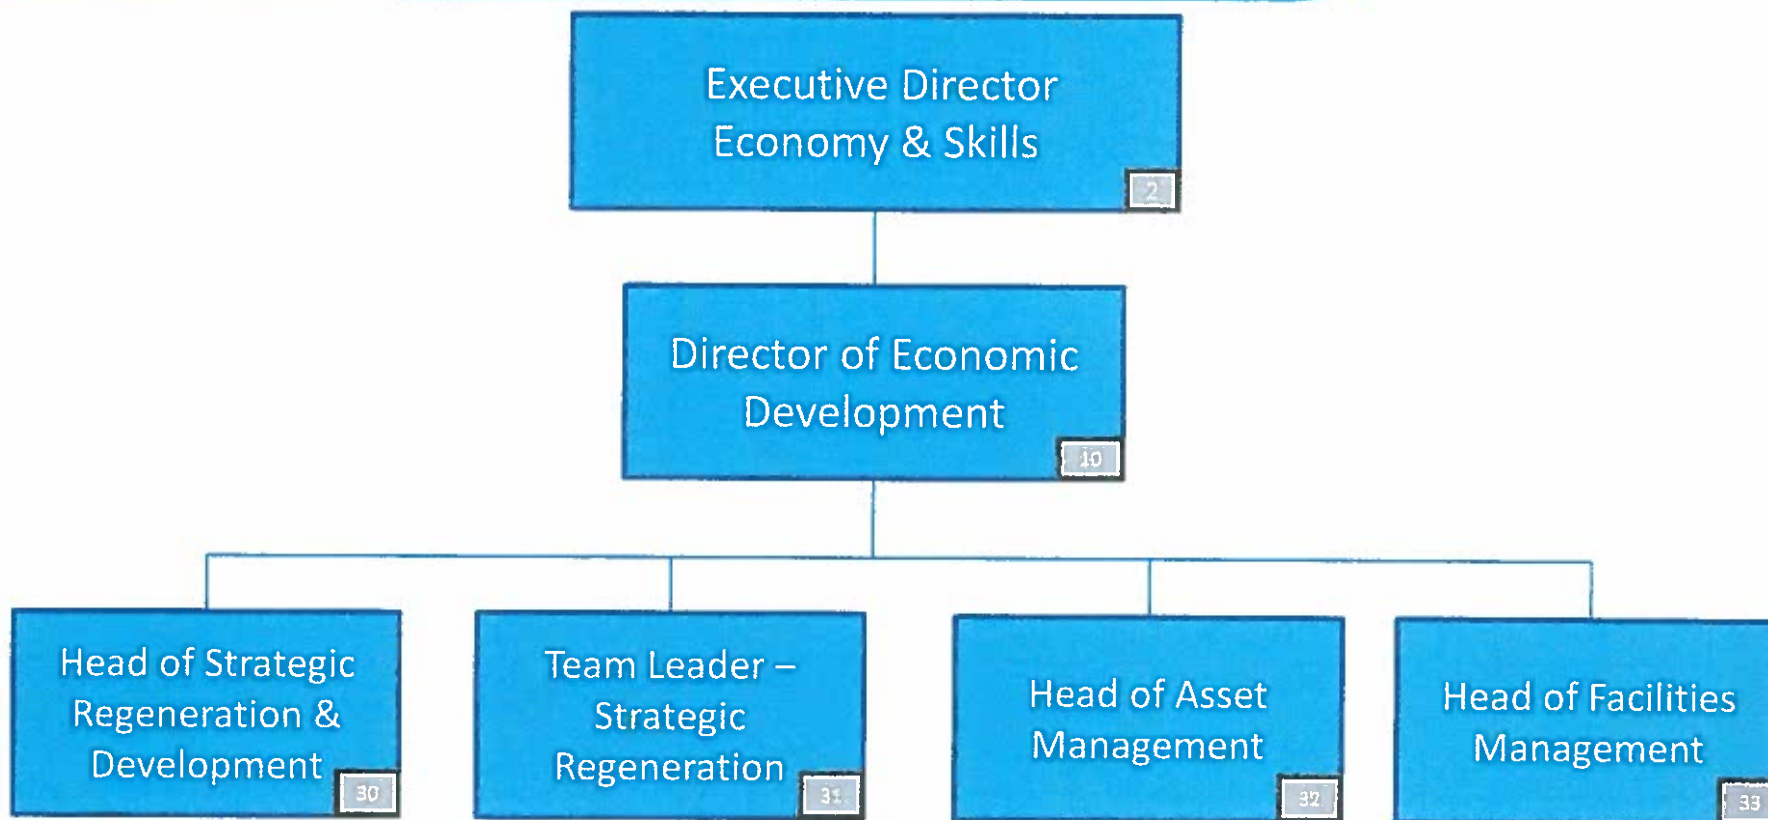 Executive Director
Economy & Skills
2
Director of Economic
Development
10
Head of Strategic
Regeneration &
Development
30
Team Leader –
Strategic
Regeneration
31
Head of Asset
Management
32
Head of Facilities
Management
33